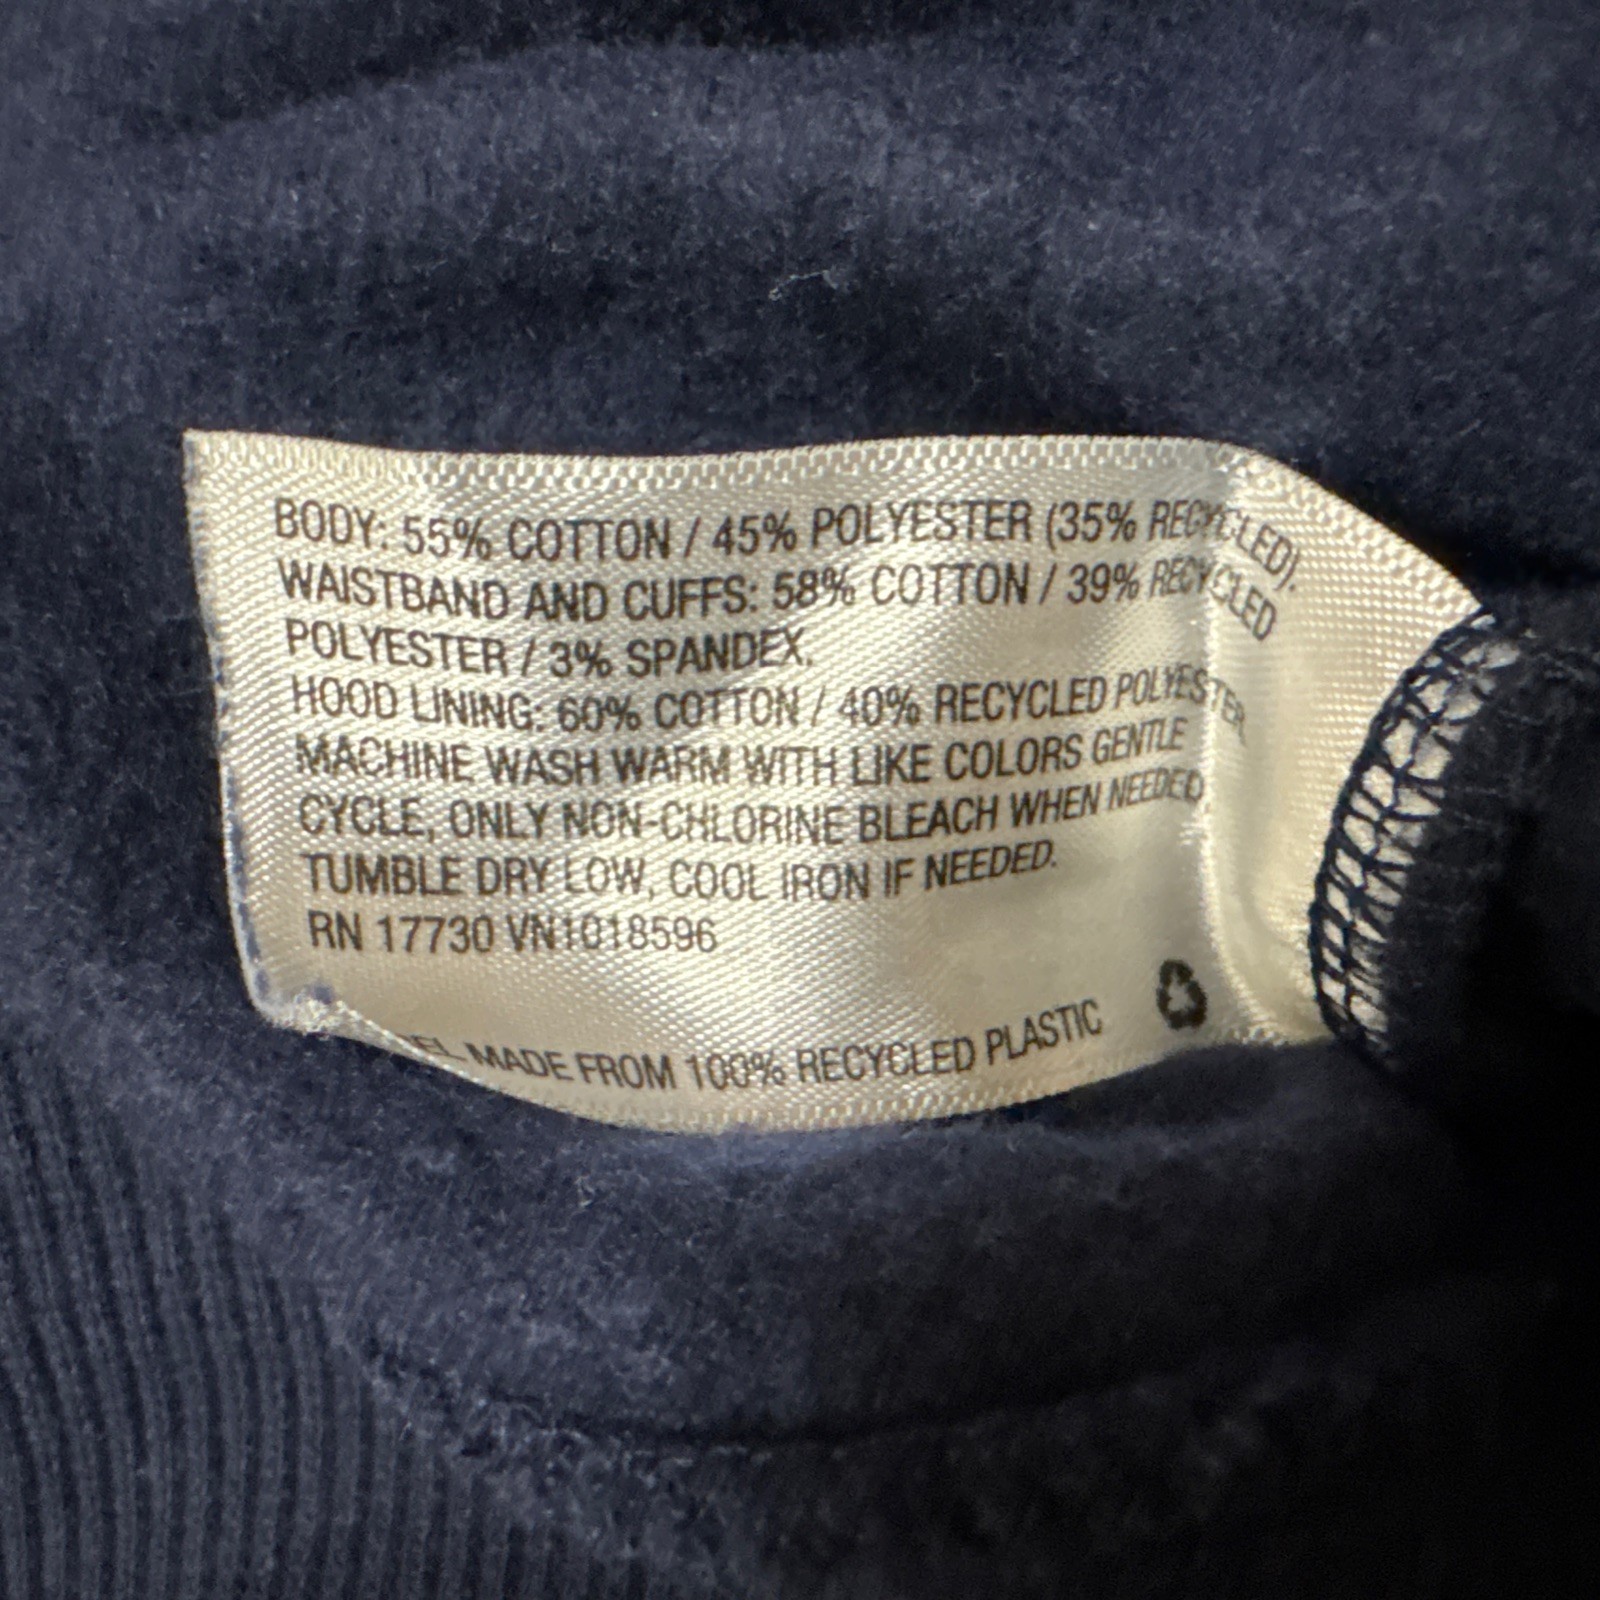 BODY: 55% COTTON / 45% POLYESTER (35% RECYCLED).
WAISTBAND AND CUFFS: 58% COTTON / 39% RECYCLED
POLYESTER / 3% SPANDEX.
HOOD LINING: 60% COTTON / 40% RECYCLED POLYESTER.
MACHINE WASH WARM WITH LIKE COLORS GENTLE
CYCLE, ONLY NON-CHLORINE BLEACH WHEN NEEDED
TUMBLE DRY LOW, COOL IRON IF NEEDED.
RN 17730 VN1018596
MADE FROM 100% RECYCLED PLASTIC